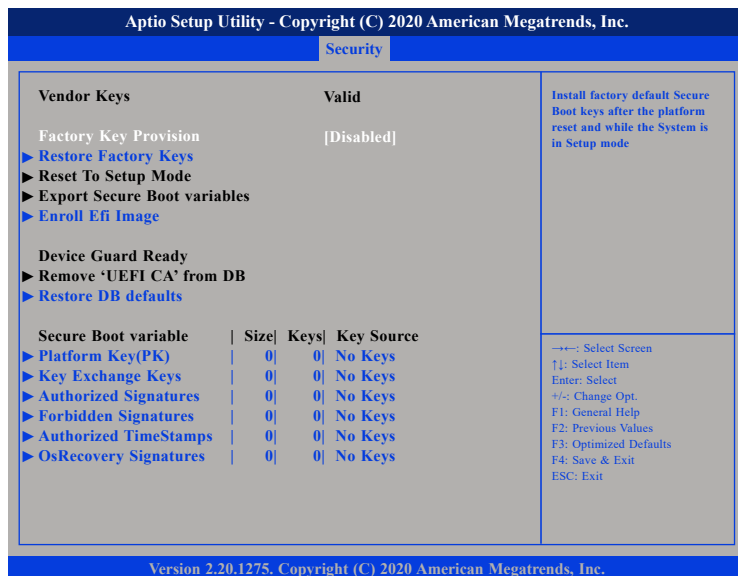 Aptio Setup Utility - Copyright (C) 2020 American Megatrends, Inc.
Security
Vendor Keys Valid
Factory Key Provision [Disabled]
▶ Restore Factory Keys
▶ Reset To Setup Mode
▶ Export Secure Boot variables
▶ Enroll Efi Image
Device Guard Ready
▶ Remove ‘UEFI CA’ from DB
▶ Restore DB defaults
Secure Boot variable | Size| Keys| Key Source
▶ Platform Key(PK) | 0| 0| No Keys
▶ Key Exchange Keys | 0| 0| No Keys
▶ Authorized Signatures | 0| 0| No Keys
▶ Forbidden Signatures | 0| 0| No Keys
▶ Authorized TimeStamps | 0| 0| No Keys
▶ OsRecovery Signatures | 0| 0| No Keys
Install factory default Secure
Boot keys after the platform
reset and while the System is
in Setup mode
→←: Select Screen
↑↓: Select Item
Enter: Select
+/-: Change Opt.
F1: General Help
F2: Previous Values
F3: Optimized Defaults
F4: Save & Exit
ESC: Exit
Version 2.20.1275. Copyright (C) 2020 American Megatrends, Inc.